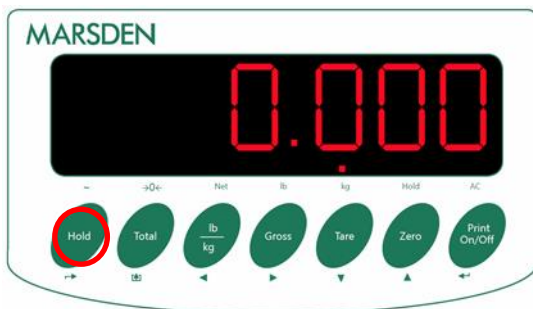 MARSDEN
0.000
~ →0← Net lb kg Hold AC
Hold Total lb/kg Gross Tare Zero Print On/Off